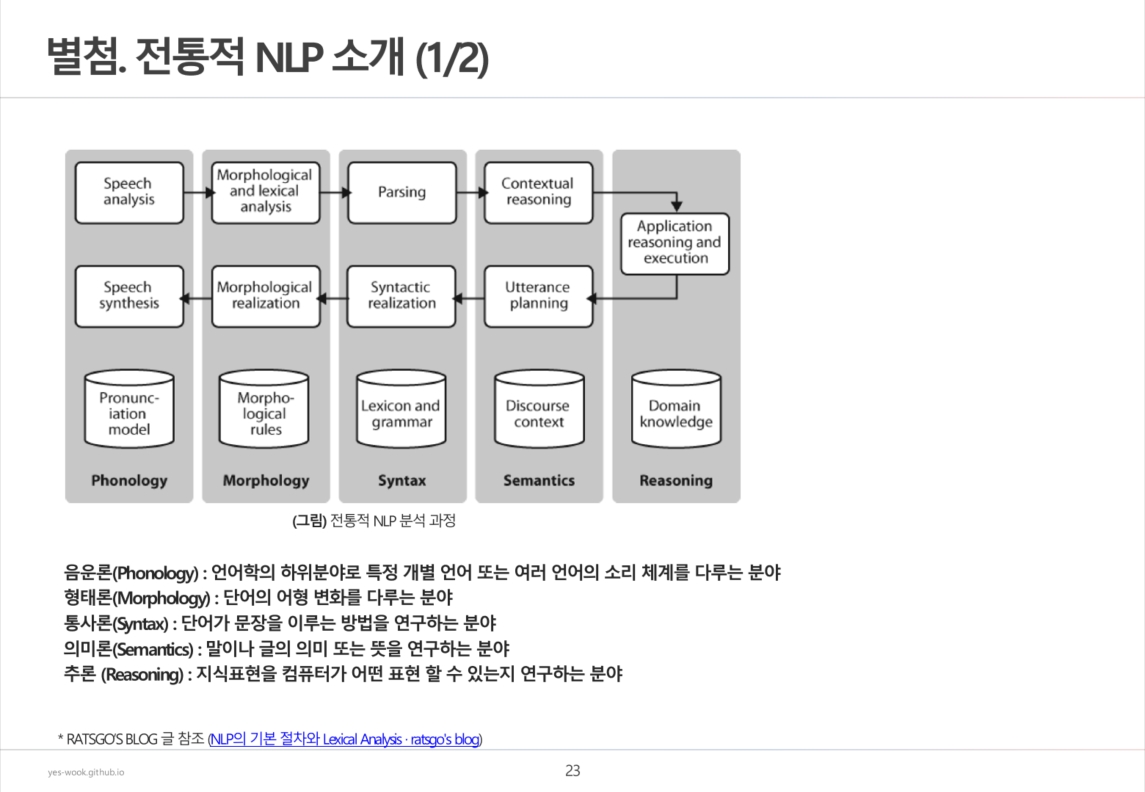 별첨. 전통적 NLP 소개 (1/2)
Speech
analysis
Morphological
and lexical
analysis
Parsing
Contextual
reasoning
Application
reasoning and
execution
Speech
synthesis
Morphological
realization
Syntactic
realization
Utterance
planning
Pronunc-
iation
model
Morpho-
logical
rules
Lexicon and
grammar
Discourse
context
Domain
knowledge
Phonology
Morphology
Syntax
Semantics
Reasoning
(그림) 전통적 NLP 분석 과정
음운론(Phonology) : 언어학의 하위분야로 특정 개별 언어 또는 여러 언어의 소리 체계를 다루는 분야
형태론(Morphology) : 단어의 어형 변화를 다루는 분야
통사론(Syntax) : 단어가 문장을 이루는 방법을 연구하는 분야
의미론(Semantics) : 말이나 글의 의미 또는 뜻을 연구하는 분야
추론 (Reasoning) : 지식표현을 컴퓨터가 어떤 표현 할 수 있는지 연구하는 분야
* RATSGO'S BLOG 글 참조 (NLP의 기본 절차와 Lexical Analysis · ratsgo's blog)
yes-wook.github.io
23